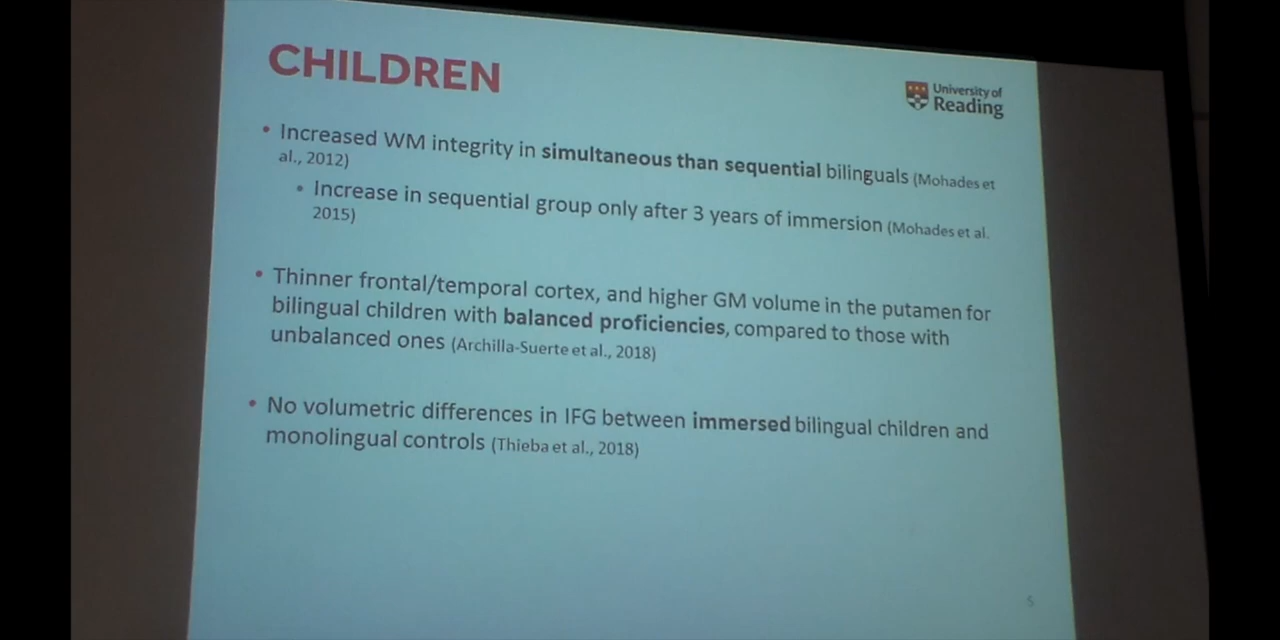 CHILDREN
University of
Reading
• Increased WM integrity in simultaneous than sequential bilinguals (Mohades et
al., 2012)
• Increase in sequential group only after 3 years of immersion (Mohades et al.
2015)
• Thinner frontal/temporal cortex, and higher GM volume in the putamen for
bilingual children with balanced proficiencies, compared to those with
unbalanced ones (Archilla-Suerte et al., 2018)
• No volumetric differences in IFG between immersed bilingual children and
monolingual controls (Thieba et al., 2018)
5